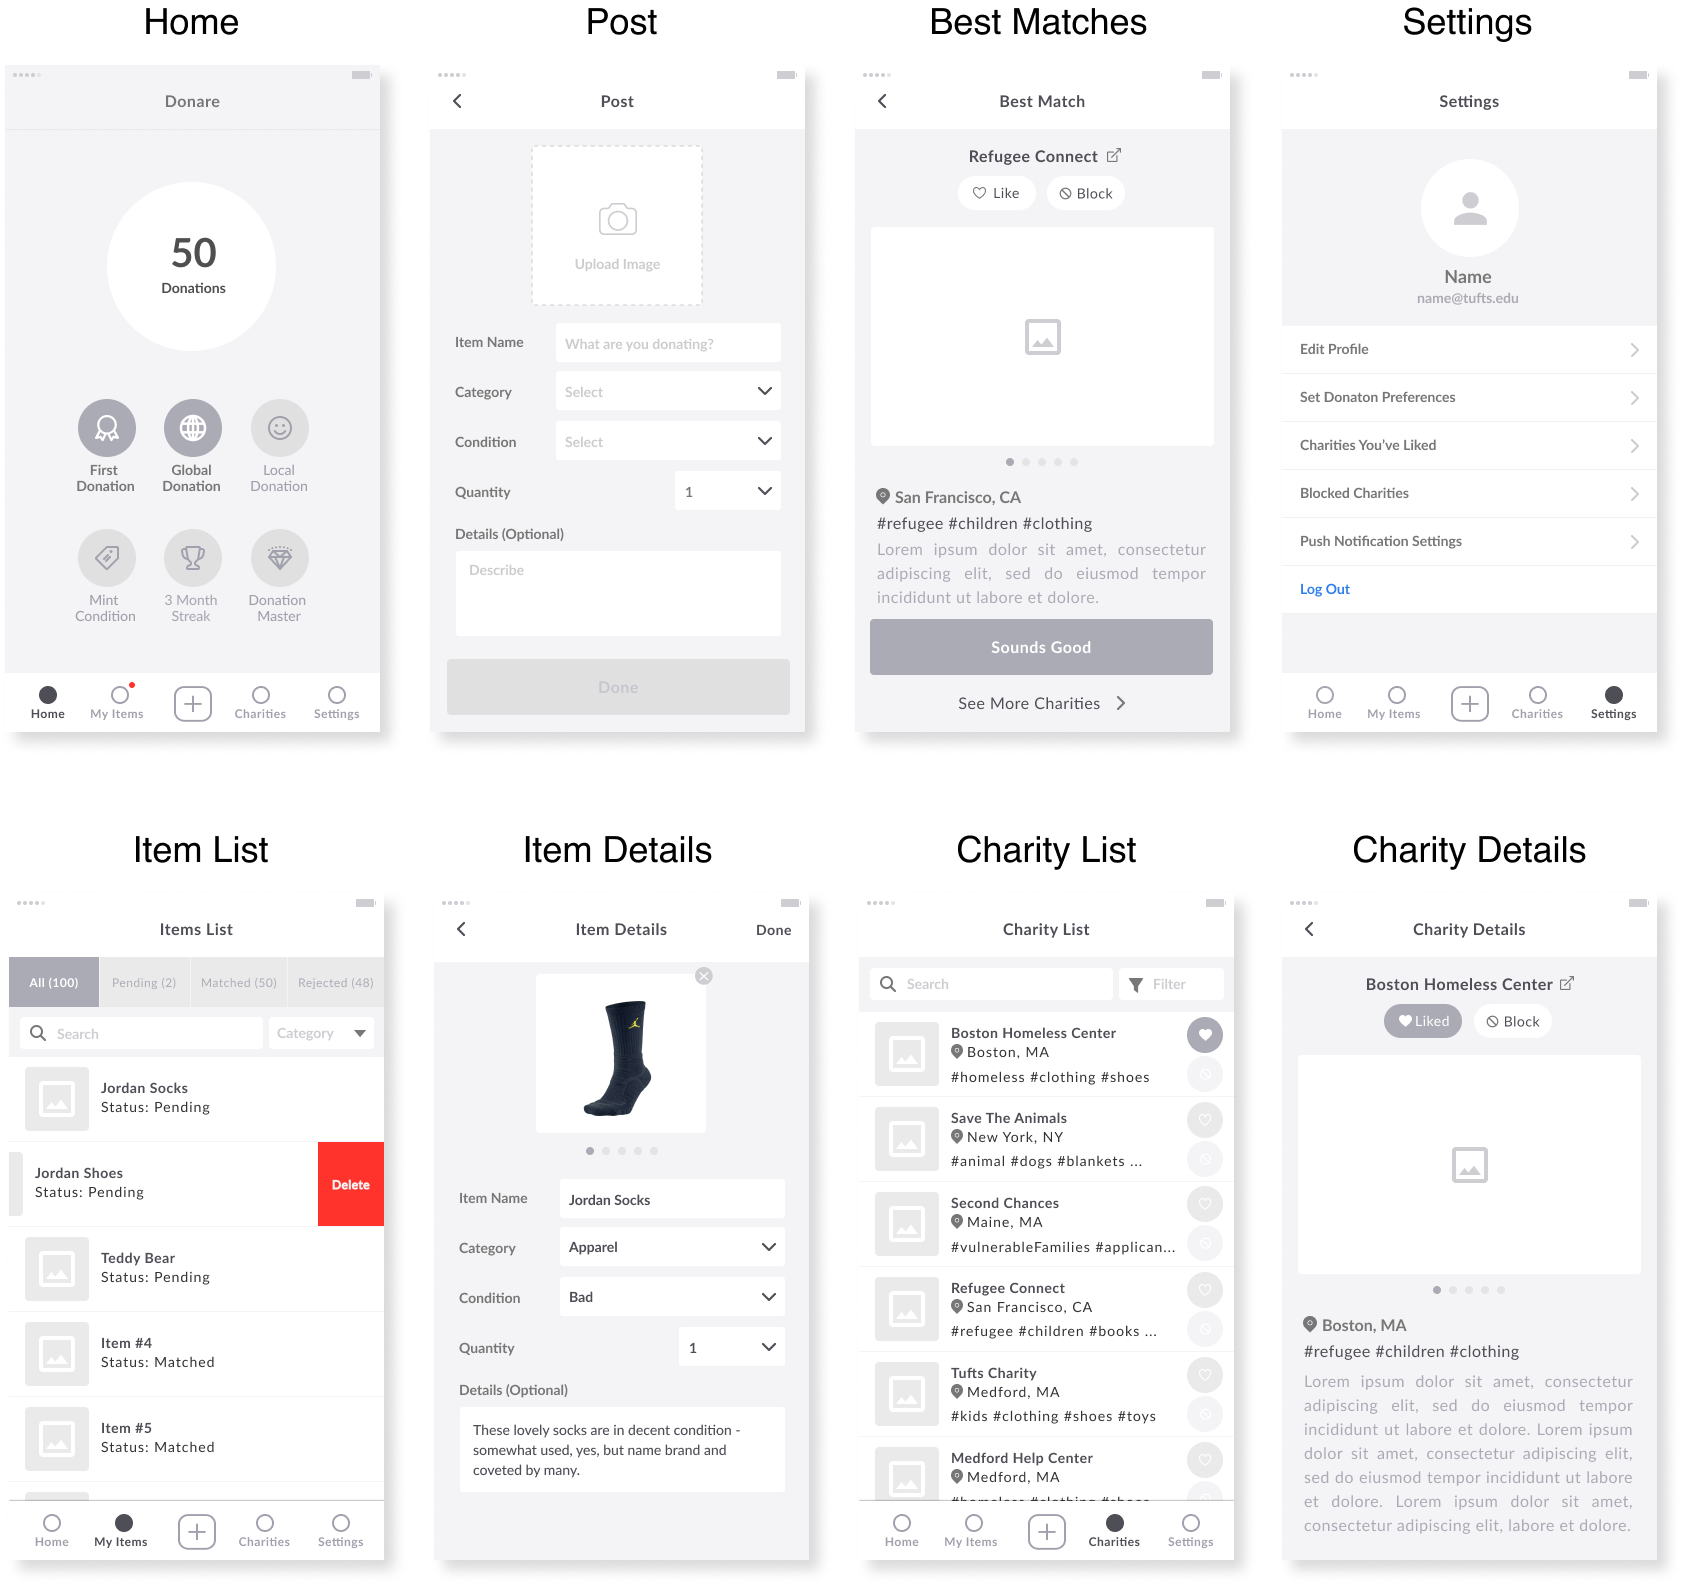 Home
Donare
50
Donations
First
Donation
Global
Donation
Local
Donation
Mint
Condition
3 Month
Streak
Donation
Master
Home
My Items
Charities
Settings
Post
Post
Upload Image
Item Name
What are you donating?
Category
Select
Condition
Select
Quantity
1
Details (Optional)
Describe
Done
Best Matches
Best Match
Refugee Connect
Like
Block
San Francisco, CA
#refugee #children #clothing
Lorem ipsum dolor sit amet, consectetur
adipiscing elit, sed do eiusmod tempor
incididunt ut labore et dolore.
Sounds Good
See More Charities
Settings
Settings
Name
name@tufts.edu
Edit Profile
Set Donaton Preferences
Charities You've Liked
Blocked Charities
Push Notification Settings
Log Out
Home
My Items
Charities
Settings
Item List
Items List
All (100)
Pending (2)
Matched (50)
Rejected (48)
Search
Category
Jordan Socks
Status: Pending
Jordan Shoes
Status: Pending
Delete
Teddy Bear
Status: Pending
Item #4
Status: Matched
Item #5
Status: Matched
Home
My Items
Charities
Settings
Item Details
Item Details
Done
Item Name
Jordan Socks
Category
Apparel
Condition
Bad
Quantity
1
Details (Optional)
These lovely socks are in decent condition -
somewhat used, yes, but name brand and
coveted by many.
Charity List
Charity List
Search
Filter
Boston Homeless Center
Boston, MA
#homeless #clothing #shoes
Save The Animals
New York, NY
#animal #dogs #blankets ...
Second Chances
Maine, MA
#vulnerableFamilies #applican...
Refugee Connect
San Francisco, CA
#refugee #children #books ...
Tufts Charity
Medford, MA
#kids #clothing #shoes #toys
Medford Help Center
Medford, MA
#homeless #clothing #shoes
Home
My Items
Charities
Settings
Charity Details
Charity Details
Boston Homeless Center
Liked
Block
Boston, MA
#refugee #children #clothing
Lorem ipsum dolor sit amet, consectetur
adipiscing elit, sed do eiusmod tempor
incididunt ut labore et dolore. Lorem ipsum
dolor sit amet, consectetur adipiscing elit,
sed do eiusmod tempor incididunt ut labore
et dolore. Lorem ipsum dolor sit amet,
consectetur adipiscing elit, labore et dolore.